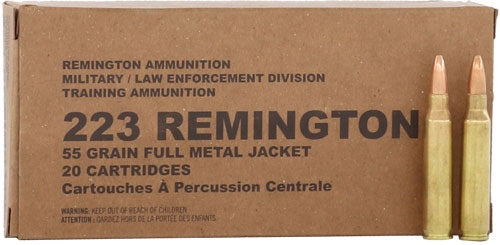 REMINGTON AMMUNITION
MILITARY / LAW ENFORCEMENT DIVISION
TRAINING AMMUNITION
223 REMINGTON
55 GRAIN FULL METAL JACKET
20 CARTRIDGES
Cartouches À Percussion Centrale
WARNING: KEEP OUT OF REACH OF CHILDREN
ATTENTION : GARDEZ HORS DE LA PORTÉE DES ENFANTS.